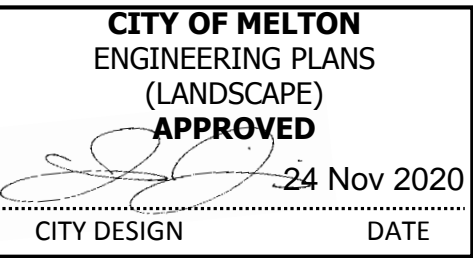 CITY OF MELTON
ENGINEERING PLANS
(LANDSCAPE)
APPROVED
24 Nov 2020
CITY DESIGN DATE